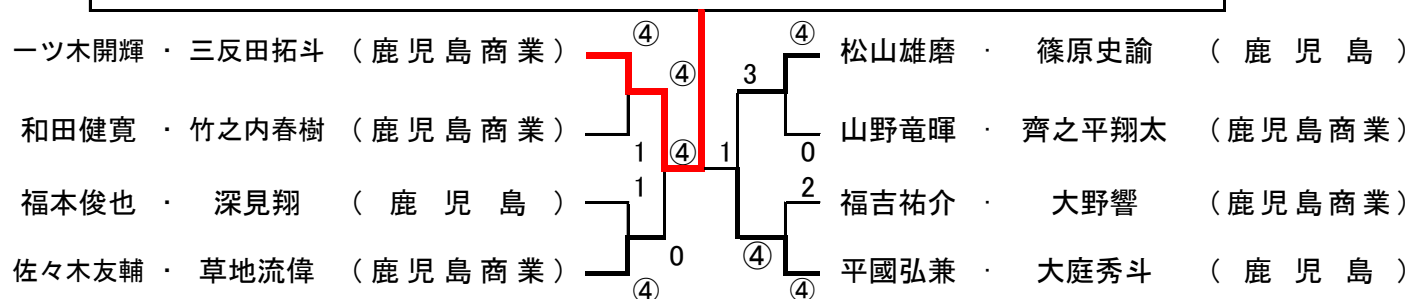 一ツ木開輝 ・ 三反田拓斗 （鹿児島商業） ④ ④ 松山雄磨 ・ 篠原史諭 （鹿児島）
④ 3
和田健寛 ・ 竹之内春樹 （鹿児島商業） 山野竜暉 ・ 齊之平翔太 （鹿児島商業）
1 ④ 1 0
福本俊也 ・ 深見翔 （鹿児島） 1 2 福吉祐介 ・ 大野響 （鹿児島商業）
0 ④
佐々木友輔 ・ 草地流偉 （鹿児島商業） ④ ④ 平國弘兼 ・ 大庭秀斗 （鹿児島）